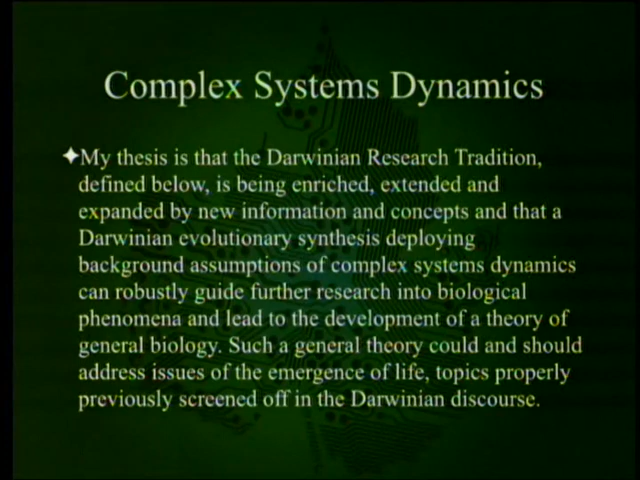 Complex Systems Dynamics
✦My thesis is that the Darwinian Research Tradition,
defined below, is being enriched, extended and
expanded by new information and concepts and that a
Darwinian evolutionary synthesis deploying
background assumptions of complex systems dynamics
can robustly guide further research into biological
phenomena and lead to the development of a theory of
general biology. Such a general theory could and should
address issues of the emergence of life, topics properly
previously screened off in the Darwinian discourse.